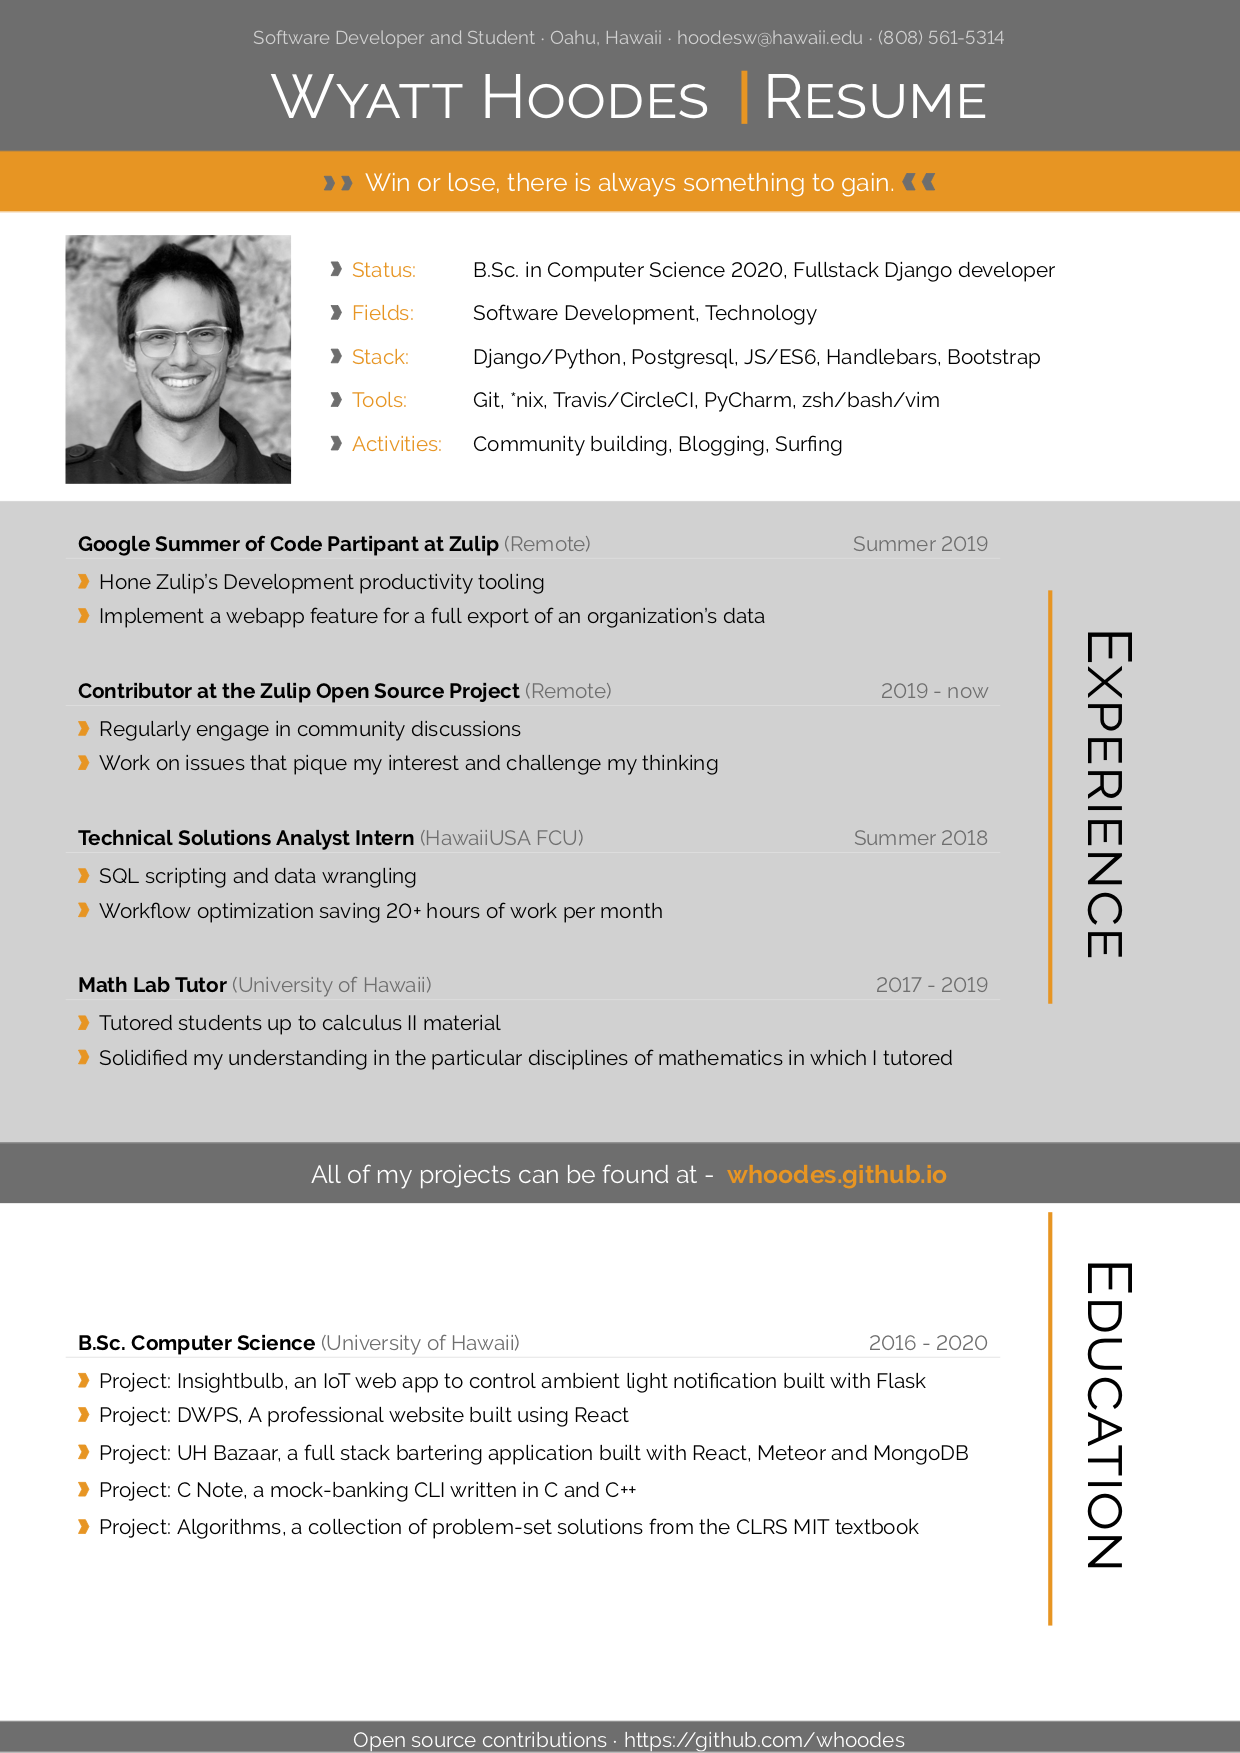 Software Developer and Student · Oahu, Hawaii · hoodesw@hawaii.edu · (808) 561-5314
Wyatt Hoodes | Resume
Win or lose, there is always something to gain.
Status: B.Sc. in Computer Science 2020, Fullstack Django developer
Fields: Software Development, Technology
Stack: Django/Python, Postgresql, JS/ES6, Handlebars, Bootstrap
Tools: Git, *nix, Travis/CircleCI, PyCharm, zsh/bash/vim
Activities: Community building, Blogging, Surfing
Experience
Google Summer of Code Partipant at Zulip (Remote) Summer 2019
Hone Zulip's Development productivity tooling
Implement a webapp feature for a full export of an organization's data
Contributor at the Zulip Open Source Project (Remote) 2019 - now
Regularly engage in community discussions
Work on issues that pique my interest and challenge my thinking
Technical Solutions Analyst Intern (HawaiiUSA FCU) Summer 2018
SQL scripting and data wrangling
Workflow optimization saving 20+ hours of work per month
Math Lab Tutor (University of Hawaii) 2017 - 2019
Tutored students up to calculus II material
Solidified my understanding in the particular disciplines of mathematics in which I tutored
All of my projects can be found at - whoodes.github.io
Education
B.Sc. Computer Science (University of Hawaii) 2016 - 2020
Project: Insightbulb, an IoT web app to control ambient light notification built with Flask
Project: DWPS, A professional website built using React
Project: UH Bazaar, a full stack bartering application built with React, Meteor and MongoDB
Project: C Note, a mock-banking CLI written in C and C++
Project: Algorithms, a collection of problem-set solutions from the CLRS MIT textbook
Open source contributions · https://github.com/whoodes